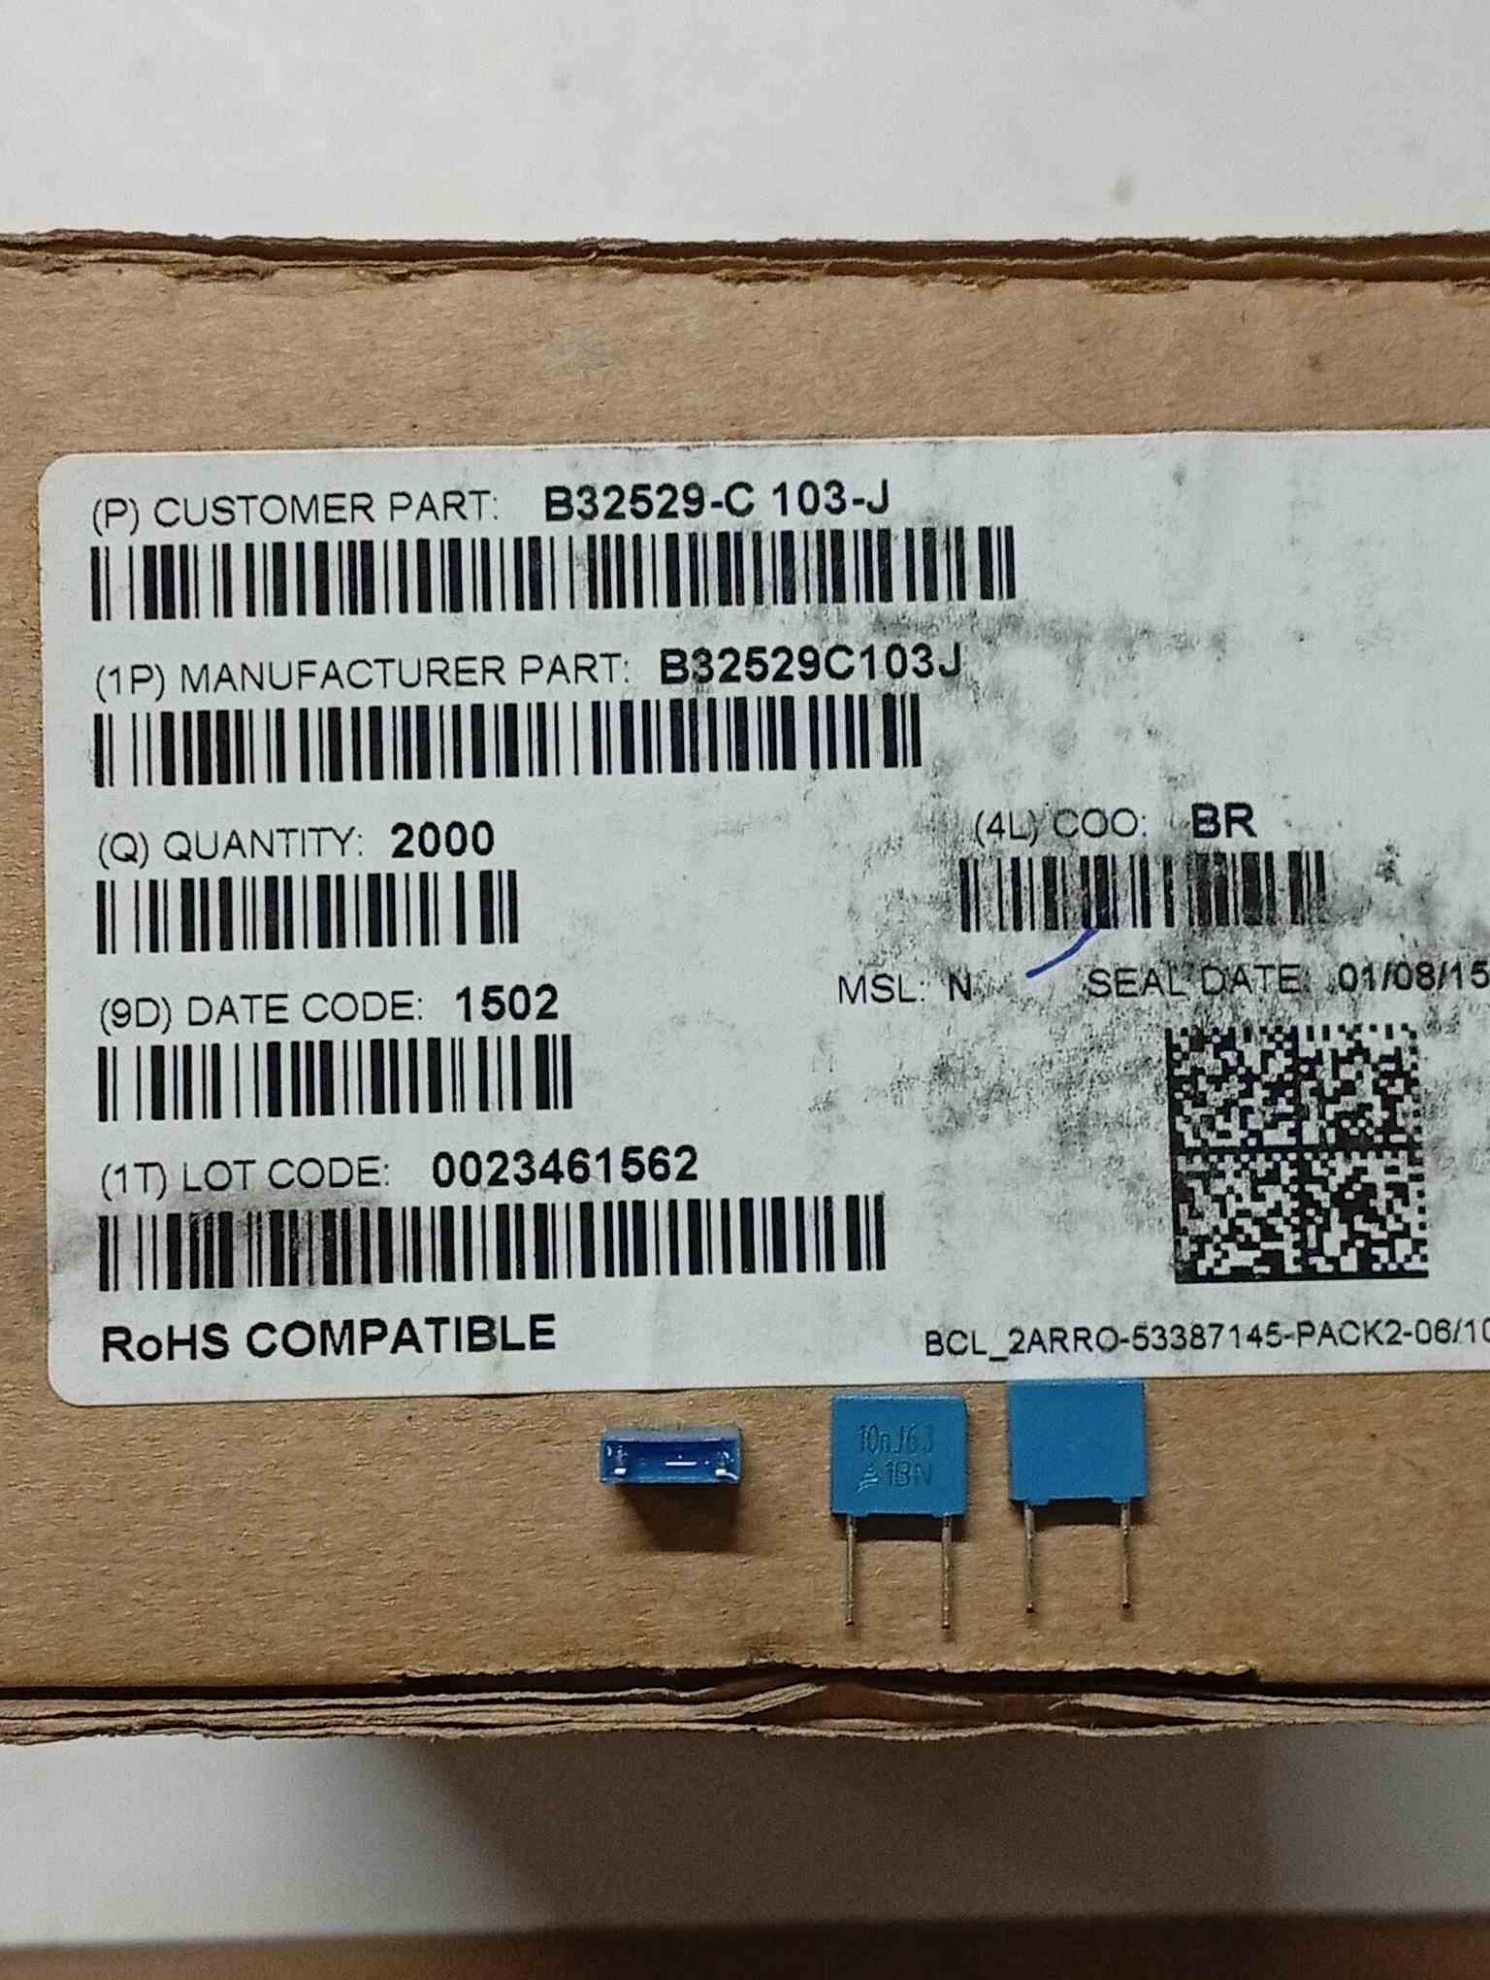 (P) CUSTOMER PART: B32529-C 103-J
(1P) MANUFACTURER PART: B32529C103J
(Q) QUANTITY: 2000
(4L) COO: BR
MSL: N SEAL DATE: 01/08/15
(9D) DATE CODE: 1502
(1T) LOT CODE: 0023461562
RoHS COMPATIBLE
BCL_2ARRO-53387145-PACK2-06/10
10nJ63
1BN